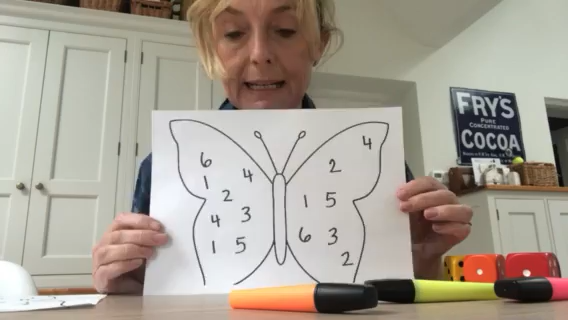 FRY'S
PURE
CONCENTRATED
COCOA
4
6
4
2
1
2
1 5
4 3
6 3
1 5
2